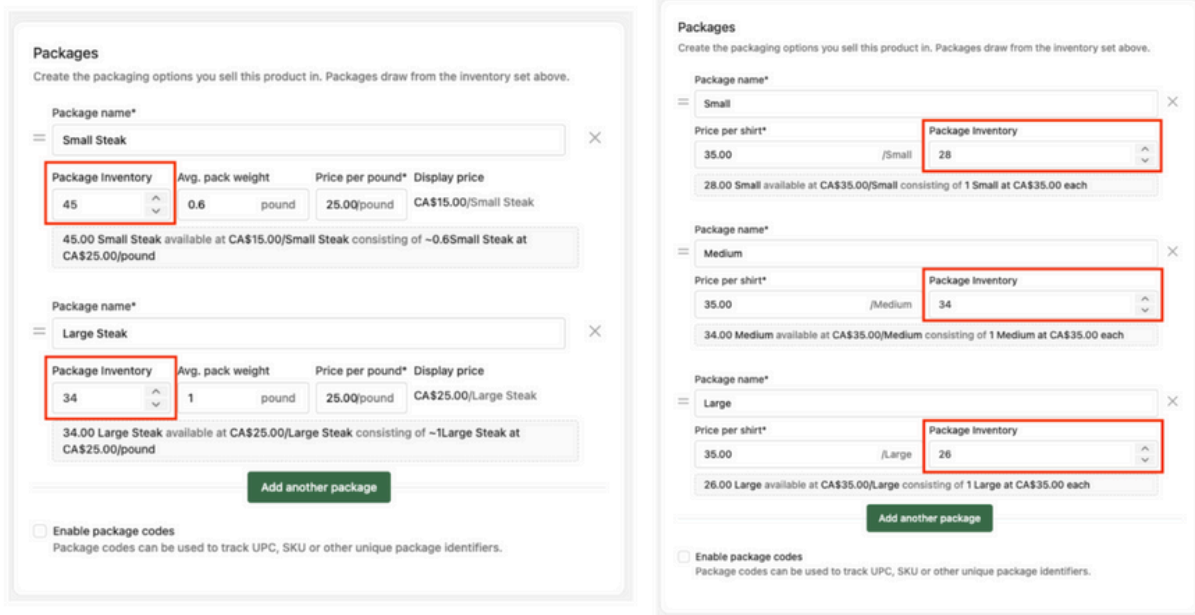 Packages
Create the packaging options you sell this product in. Packages draw from the inventory set above.
Package name*
Small Steak
Package Inventory Avg. pack weight Price per pound* Display price
45 0.6 pound 25.00/pound CA$15.00/Small Steak
45.00 Small Steak available at CA$15.00/Small Steak consisting of ~0.6Small Steak at
CA$25.00/pound
Package name*
Large Steak
Package Inventory Avg. pack weight Price per pound* Display price
34 1 pound 25.00/pound CA$25.00/Large Steak
34.00 Large Steak available at CA$25.00/Large Steak consisting of ~1Large Steak at
CA$25.00/pound
Add another package
Enable package codes
Package codes can be used to track UPC, SKU or other unique package identifiers.
Packages
Create the packaging options you sell this product in. Packages draw from the inventory set above.
Package name*
Small
Price per shirt* Package Inventory
35.00 /Small 28
28.00 Small available at CA$35.00/Small consisting of 1 Small at CA$35.00 each
Package name*
Medium
Price per shirt* Package Inventory
35.00 /Medium 34
34.00 Medium available at CA$35.00/Medium consisting of 1 Medium at CA$35.00 each
Package name*
Large
Price per shirt* Package Inventory
35.00 /Large 26
26.00 Large available at CA$35.00/Large consisting of 1 Large at CA$35.00 each
Add another package
Enable package codes
Package codes can be used to track UPC, SKU or other unique package identifiers.